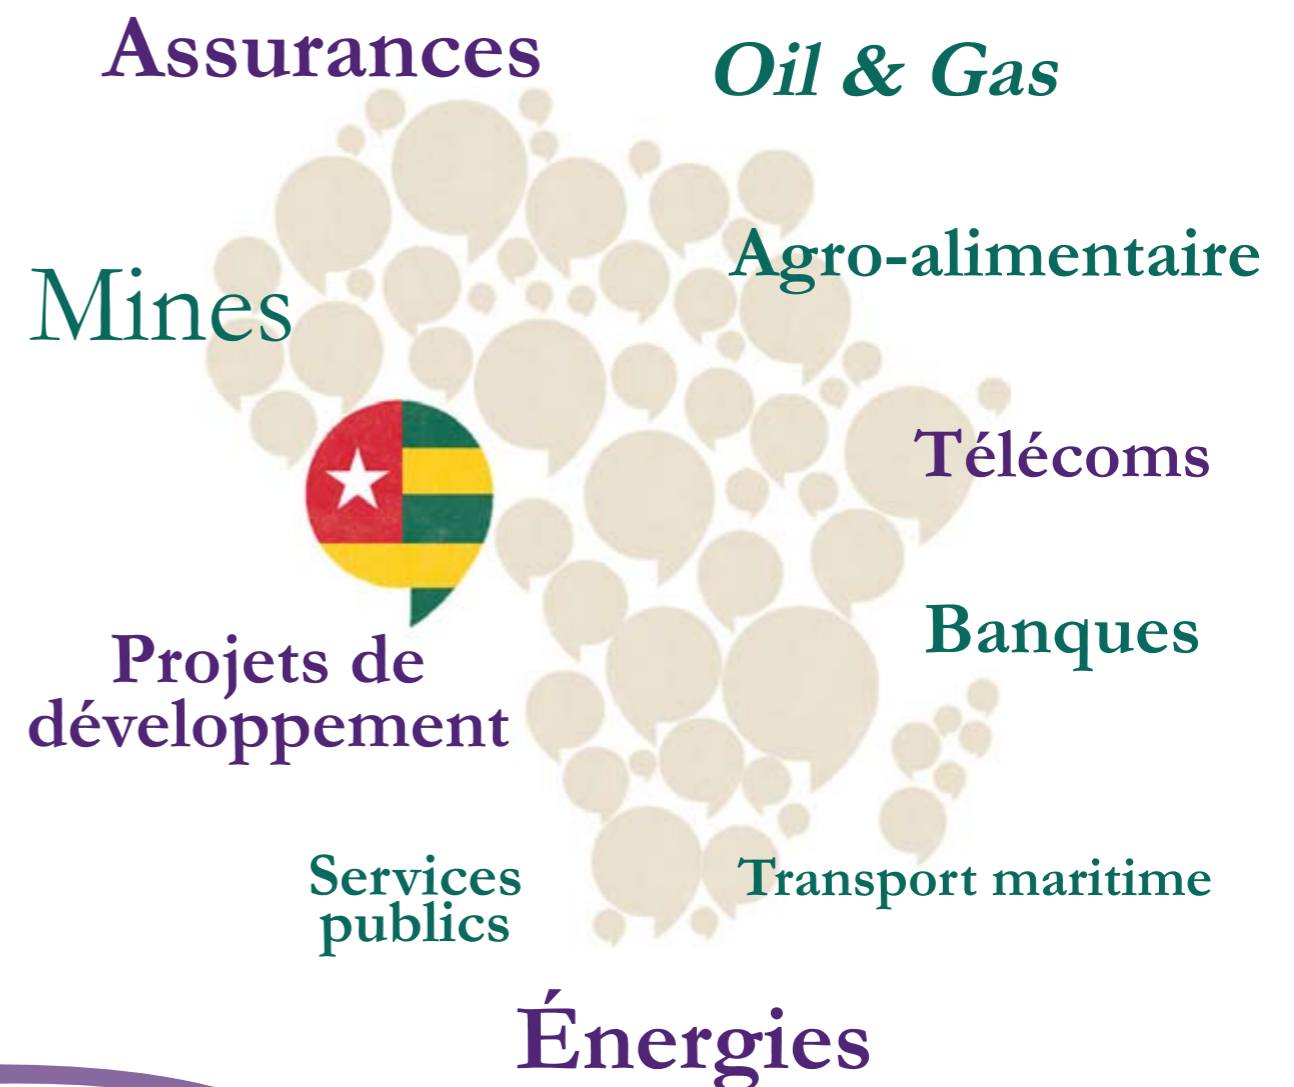 Assurances
Oil & Gas
Agro-alimentaire
Mines
Télécoms
Banques
Projets de
développement
Services
publics
Transport maritime
Énergies